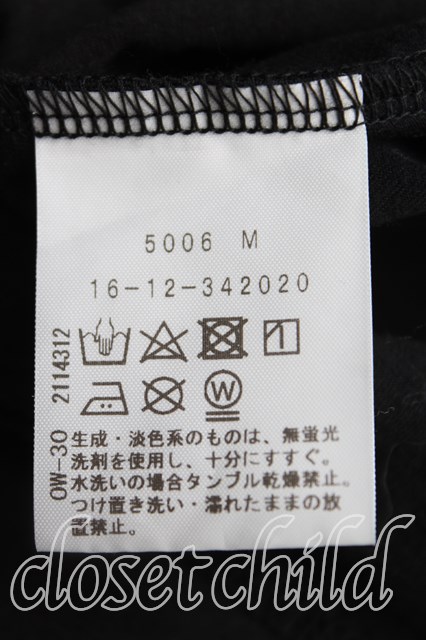 5006 M
16-12-342020
W
OW-30 2114312
生成・淡色系のものは、無蛍光
洗剤を使用し、十分にすすぐ。
水洗いの場合タンブル乾燥禁止。
つけ置き洗い・濡れたままの放
置禁止。
closetchild